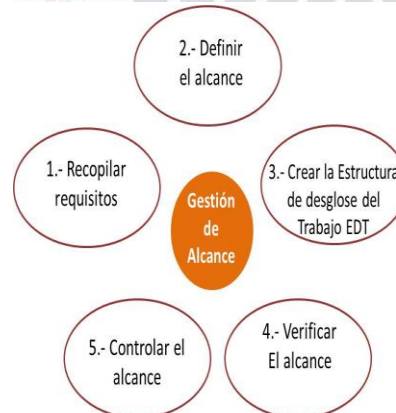 2.- Definir
el alcance
1.- Recopilar
requisitos
3.- Crear la Estructura
de desglose del
Trabajo EDT
Gestión
de
Alcance
5.- Controlar el
alcance
4.- Verificar
El alcance